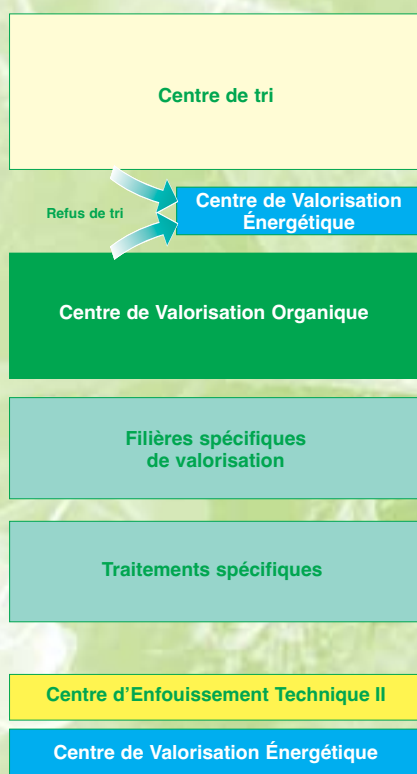 Centre de tri
Refus de tri
Centre de Valorisation
Énergétique
Centre de Valorisation Organique
Filières spécifiques
de valorisation
Traitements spécifiques
Centre d’Enfouissement Technique II
Centre de Valorisation Énergétique